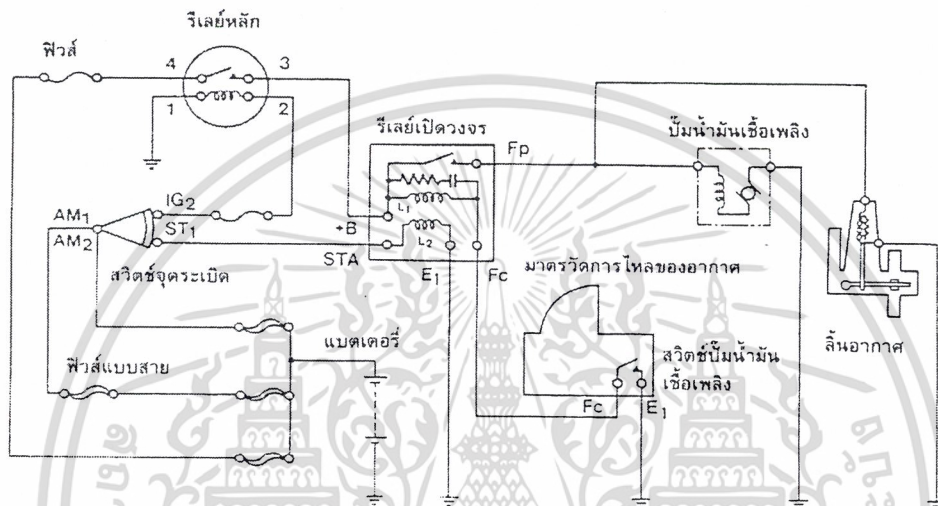 รีเลย์หลัก
ฟิวส์
4
3
1
2
รีเลย์เปิดวงจร
Fp
ปั๊มน้ำมันเชื้อเพลิง
AM₁
IG₂
AM₂
ST₁
+B
L₁
L₂
STA
E₁
Fc
สวิตช์จุดระเบิด
มาตรวัดการไหลของอากาศ
แบตเตอรี่
สวิตช์ปั๊มน้ำมัน
เชื้อเพลิง
ลิ้นอากาศ
ฟิวส์แบบสาย
Fc
E₁